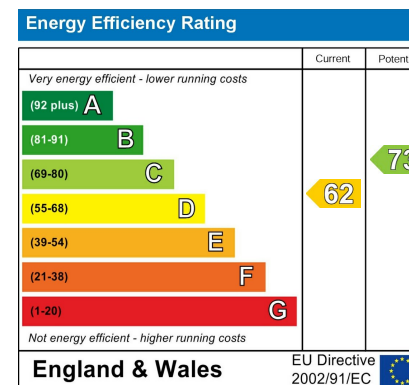 Energy Efficiency Rating
Current
Potent
Very energy efficient - lower running costs
(92 plus) A
(81-91) B
(69-80) C
(55-68) D
(39-54) E
(21-38) F
(1-20) G
62
73
Not energy efficient - higher running costs
England & Wales
EU Directive
2002/91/EC